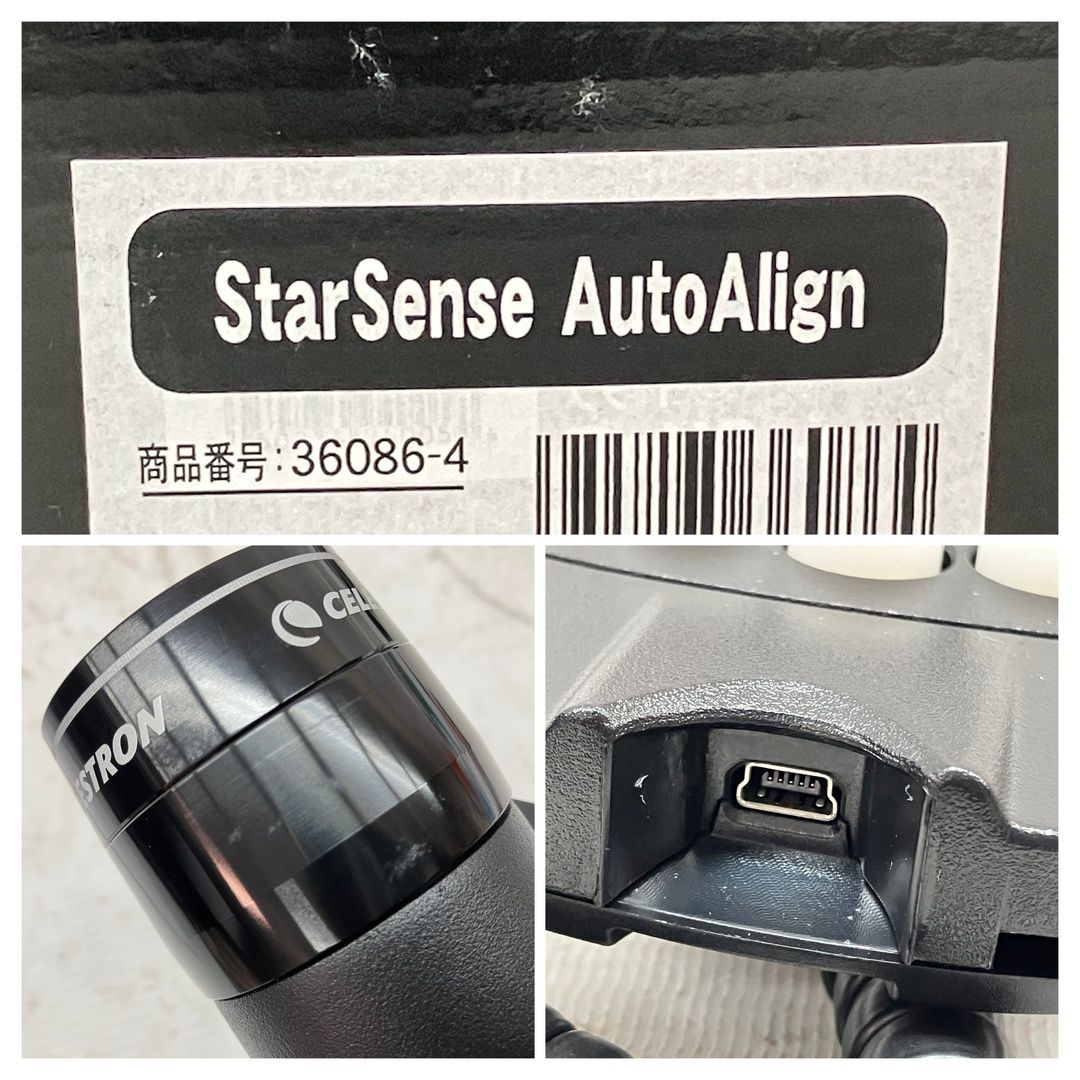 StarSense AutoAlign
商品番号:36086-4
CEL
ESTRON